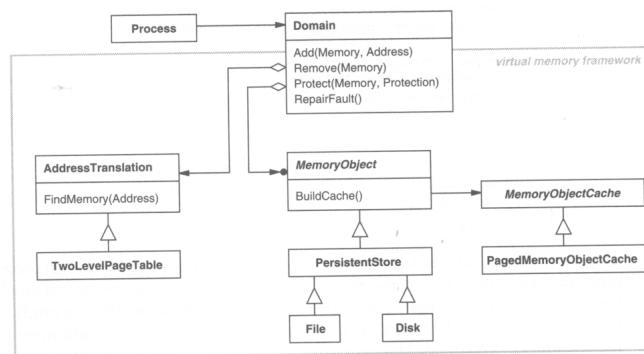 Process
Domain
Add(Memory, Address)
Remove(Memory)
Protect(Memory, Protection)
RepairFault()
virtual memory framework
AddressTranslation
FindMemory(Address)
MemoryObject
BuildCache()
MemoryObjectCache
TwoLevelPageTable
PersistentStore
PagedMemoryObjectCache
File
Disk